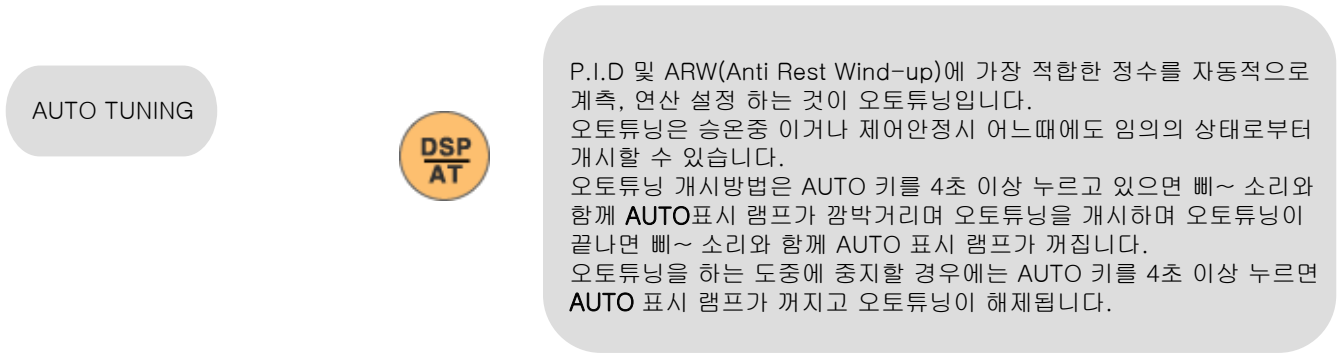 AUTO TUNING
DSP
AT
P.I.D 및 ARW(Anti Rest Wind-up)에 가장 적합한 정수를 자동적으로
계측, 연산 설정 하는 것이 오토튜닝입니다.
오토튜닝은 승온중 이거나 제어안정시 어느때에도 임의의 상태로부터
개시할 수 있습니다.
오토튜닝 개시방법은 AUTO 키를 4초 이상 누르고 있으면 삐~ 소리와
함께 AUTO표시 램프가 깜박거리며 오토튜닝을 개시하며 오토튜닝이
끝나면 삐~ 소리와 함께 AUTO 표시 램프가 꺼집니다.
오토튜닝을 하는 도중에 중지할 경우에는 AUTO 키를 4초 이상 누르면
AUTO 표시 램프가 꺼지고 오토튜닝이 해제됩니다.